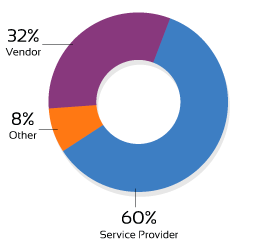 32%
Vendor
8%
Other
60%
Service Provider